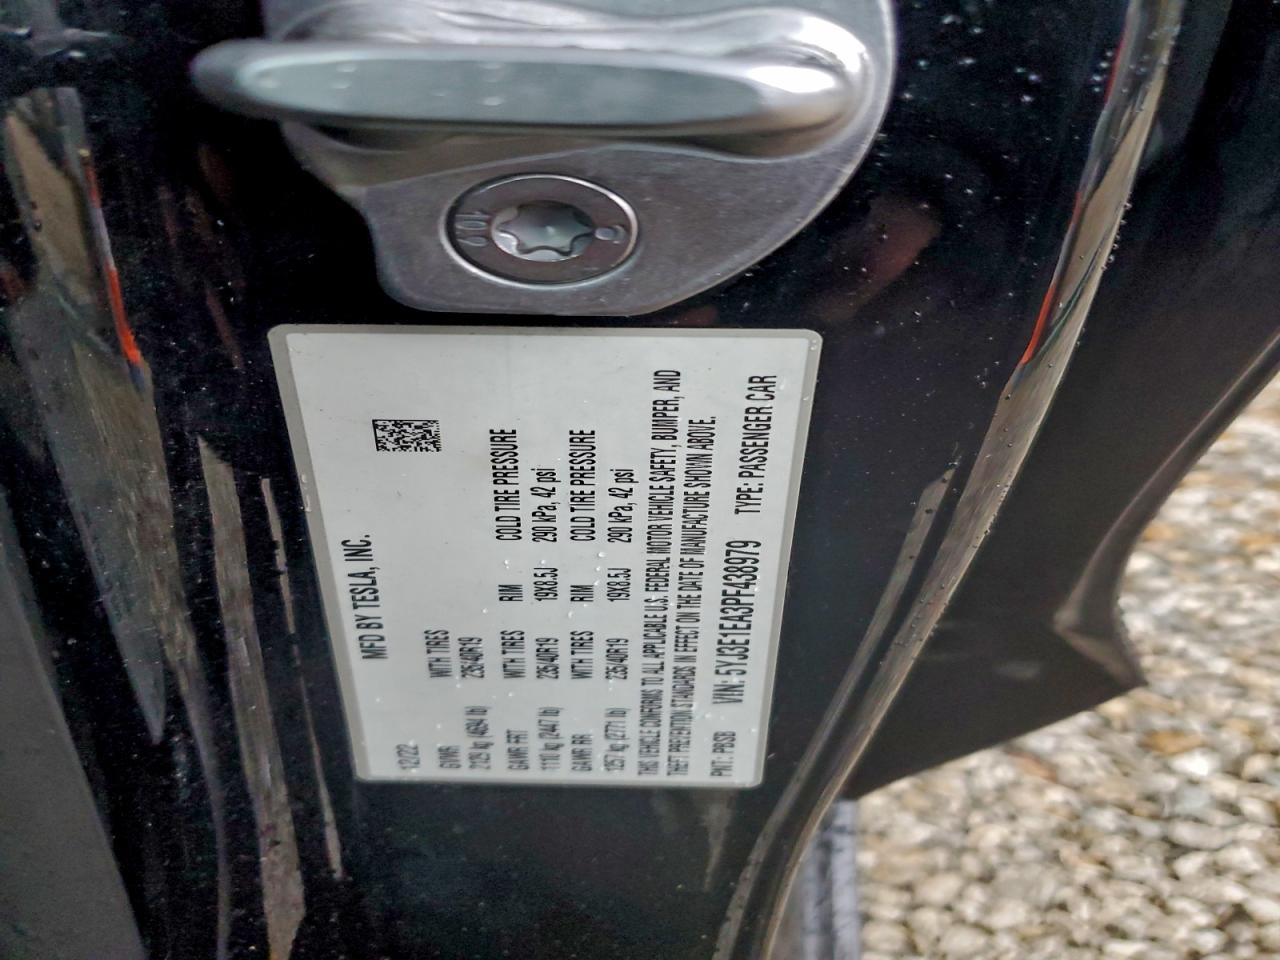 MFD BY TESLA, INC.
12/22
GVWR WITH TIRES
2129 kg (4694 lb) 235/40R19
GAWR FRT WITH TIRES RIM COLD TIRE PRESSURE
1110 kg (2447 lb) 235/40R19 19X8.5J 290 kPa, 42 psi
GAWR RR WITH TIRES RIM COLD TIRE PRESSURE
1257 kg (2771 lb) 235/40R19 19X8.5J 290 kPa, 42 psi
THIS VEHICLE CONFORMS TO ALL APPLICABLE U.S. FEDERAL MOTOR VEHICLE SAFETY, BUMPER, AND
THEFT PREVENTION STANDARDS IN EFFECT ON THE DATE OF MANUFACTURE SHOWN ABOVE.
PNT: PBSB VIN: 5YJ3E1EA3PF438979 TYPE: PASSENGER CAR